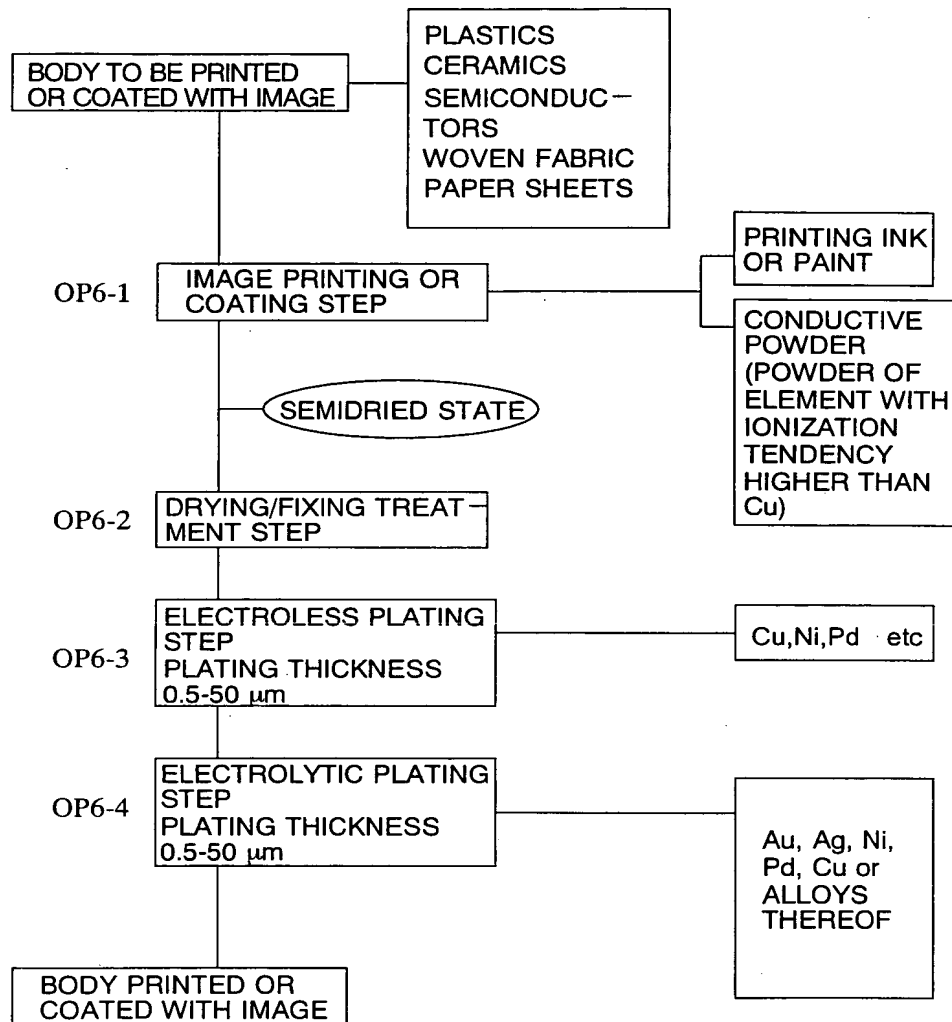 BODY TO BE PRINTED
OR COATED WITH IMAGE
PLASTICS
CERAMICS
SEMICONDUC-
TORS
WOVEN FABRIC
PAPER SHEETS
OP6-1
IMAGE PRINTING OR
COATING STEP
PRINTING INK
OR PAINT
CONDUCTIVE
POWDER
(POWDER OF
ELEMENT WITH
IONIZATION
TENDENCY
HIGHER THAN
Cu)
SEMIDRIED STATE
OP6-2
DRYING/FIXING TREAT-
MENT STEP
OP6-3
ELECTROLESS PLATING
STEP
PLATING THICKNESS
0.5-50 μm
Cu,Ni,Pd etc
OP6-4
ELECTROLYTIC PLATING
STEP
PLATING THICKNESS
0.5-50 μm
Au, Ag, Ni,
Pd, Cu or
ALLOYS
THEREOF
BODY PRINTED OR
COATED WITH IMAGE